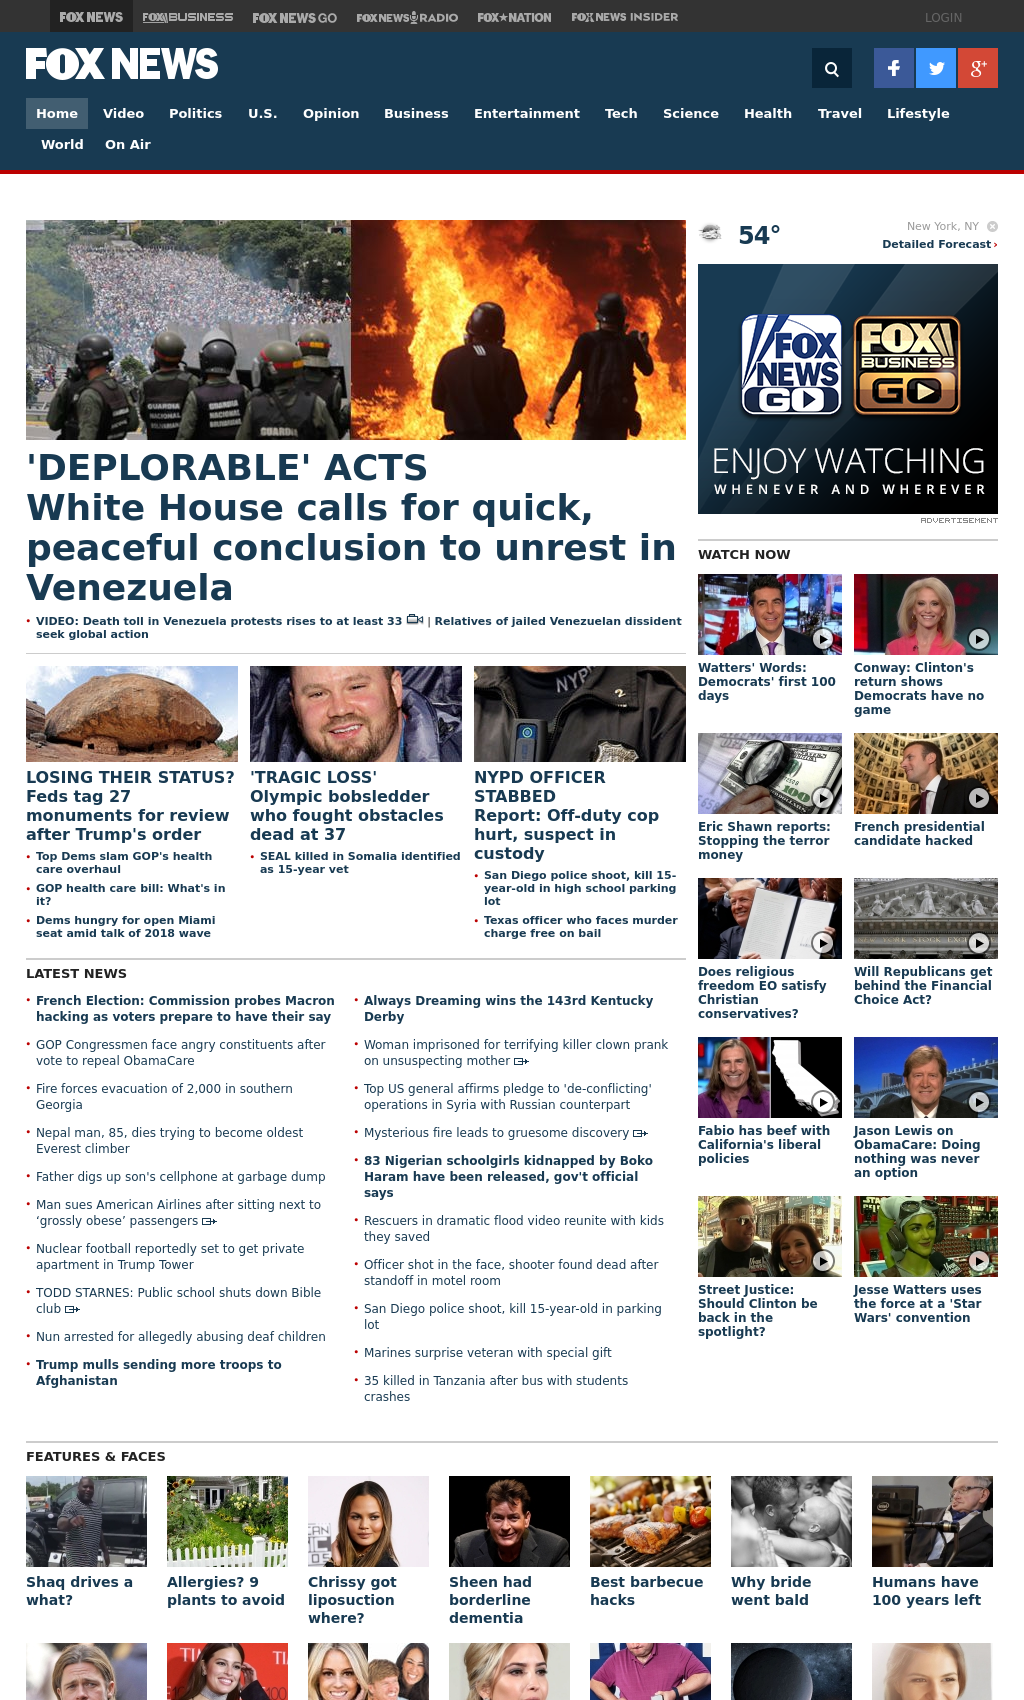 FOX NEWS
FOX BUSINESS
FOX NEWS GO
FOX NEWS RADIO
FOX★NATION
FOX NEWS INSIDER
LOGIN
FOX NEWS
Home Video Politics U.S. Opinion Business Entertainment Tech Science Health Travel Lifestyle
World On Air
54°
New York, NY
Detailed Forecast ›
GUARDIA NACIONAL BOLIVARIANA
GUARDIA NACIONAL BOLIVARIANA
GUARDIA
FOX NEWS GO
FOX BUSINESS GO
ENJOY WATCHING
WHENEVER AND WHEREVER
ADVERTISEMENT
'DEPLORABLE' ACTS
White House calls for quick,
peaceful conclusion to unrest in
Venezuela
• VIDEO: Death toll in Venezuela protests rises to at least 33 | Relatives of jailed Venezuelan dissident
seek global action
NYPD
2
LOSING THEIR STATUS?
Feds tag 27
monuments for review
after Trump's order
• Top Dems slam GOP's health
care overhaul
• GOP health care bill: What's in
it?
• Dems hungry for open Miami
seat amid talk of 2018 wave
'TRAGIC LOSS'
Olympic bobsledder
who fought obstacles
dead at 37
• SEAL killed in Somalia identified
as 15-year vet
NYPD OFFICER
STABBED
Report: Off-duty cop
hurt, suspect in
custody
• San Diego police shoot, kill 15-
year-old in high school parking
lot
• Texas officer who faces murder
charge free on bail
LATEST NEWS
• French Election: Commission probes Macron
hacking as voters prepare to have their say
• GOP Congressmen face angry constituents after
vote to repeal ObamaCare
• Fire forces evacuation of 2,000 in southern
Georgia
• Nepal man, 85, dies trying to become oldest
Everest climber
• Father digs up son's cellphone at garbage dump
• Man sues American Airlines after sitting next to
‘grossly obese’ passengers
• Nuclear football reportedly set to get private
apartment in Trump Tower
• TODD STARNES: Public school shuts down Bible
club
• Nun arrested for allegedly abusing deaf children
• Trump mulls sending more troops to
Afghanistan
• Always Dreaming wins the 143rd Kentucky
Derby
• Woman imprisoned for terrifying killer clown prank
on unsuspecting mother
• Top US general affirms pledge to 'de-conflicting'
operations in Syria with Russian counterpart
• Mysterious fire leads to gruesome discovery
• 83 Nigerian schoolgirls kidnapped by Boko
Haram have been released, gov't official
says
• Rescuers in dramatic flood video reunite with kids
they saved
• Officer shot in the face, shooter found dead after
standoff in motel room
• San Diego police shoot, kill 15-year-old in parking
lot
• Marines surprise veteran with special gift
• 35 killed in Tanzania after bus with students
crashes
WATCH NOW
Watters' Words:
Democrats' first 100
days
Conway: Clinton's
return shows
Democrats have no
game
100
Eric Shawn reports:
Stopping the terror
money
French presidential
candidate hacked
Does religious
freedom EO satisfy
Christian
conservatives?
Will Republicans get
behind the Financial
Choice Act?
Fabio has beef with
California's liberal
policies
Jason Lewis on
ObamaCare: Doing
nothing was never
an option
Street Justice:
Should Clinton be
back in the
spotlight?
Jesse Watters uses
the force at a 'Star
Wars' convention
FEATURES & FACES
Shaq drives a
what?
Allergies? 9
plants to avoid
Chrissy got
liposuction
where?
Sheen had
borderline
dementia
Best barbecue
hacks
Why bride
went bald
intel
Humans have
100 years left
TIM
TI
100